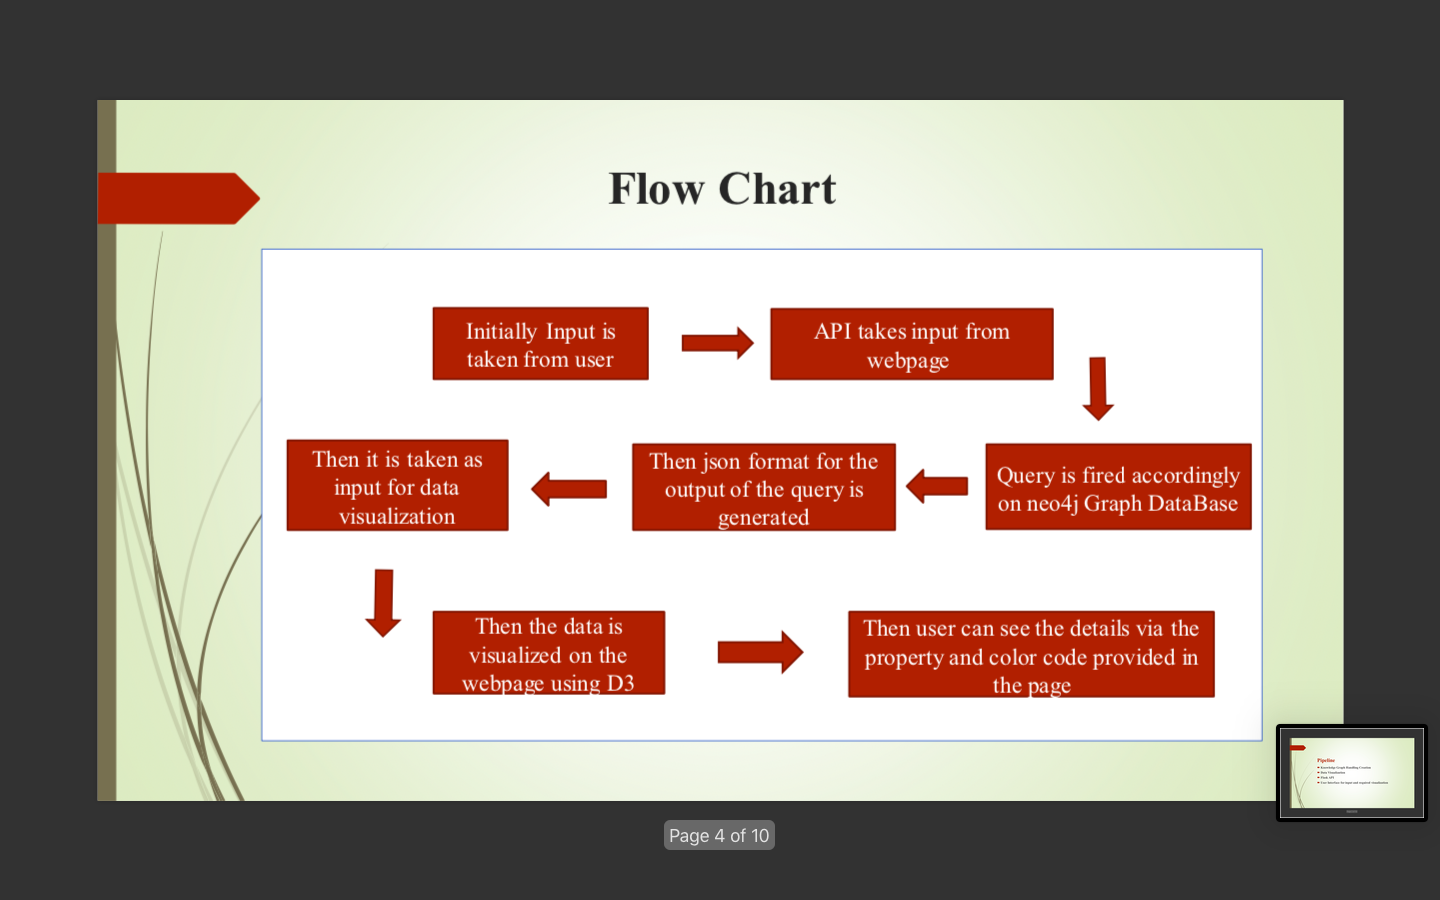 Flow Chart
Initially Input is
taken from user
API takes input from
webpage
Query is fired accordingly
on neo4j Graph DataBase
Then json format for the
output of the query is
generated
Then it is taken as
input for data
visualization
Then the data is
visualized on the
webpage using D3
Then user can see the details via the
property and color code provided in
the page
Pipeline
Page 4 of 10